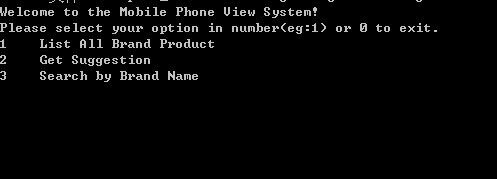 Welcome to the Mobile Phone View System!
Please select your option in number(eg:1) or 0 to exit.
1    List All Brand Product
2    Get Suggestion
3    Search by Brand Name